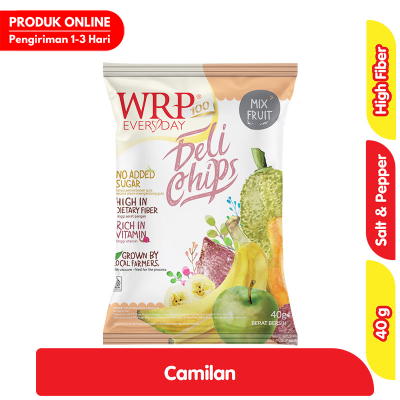 PRODUK ONLINE
Pengiriman 1-3 Hari
WRP®
100
EVERYDAY
MIX
FRUIT
Deli
Chips
NO ADDED
SUGAR
HIGH IN
DIETARY FIBER
RICH IN
VITAMIN
GROWN BY
LOCAL FARMERS.
40g
BERAT BERSIH
High Fiber
Salt & Pepper
40 g
Camilan